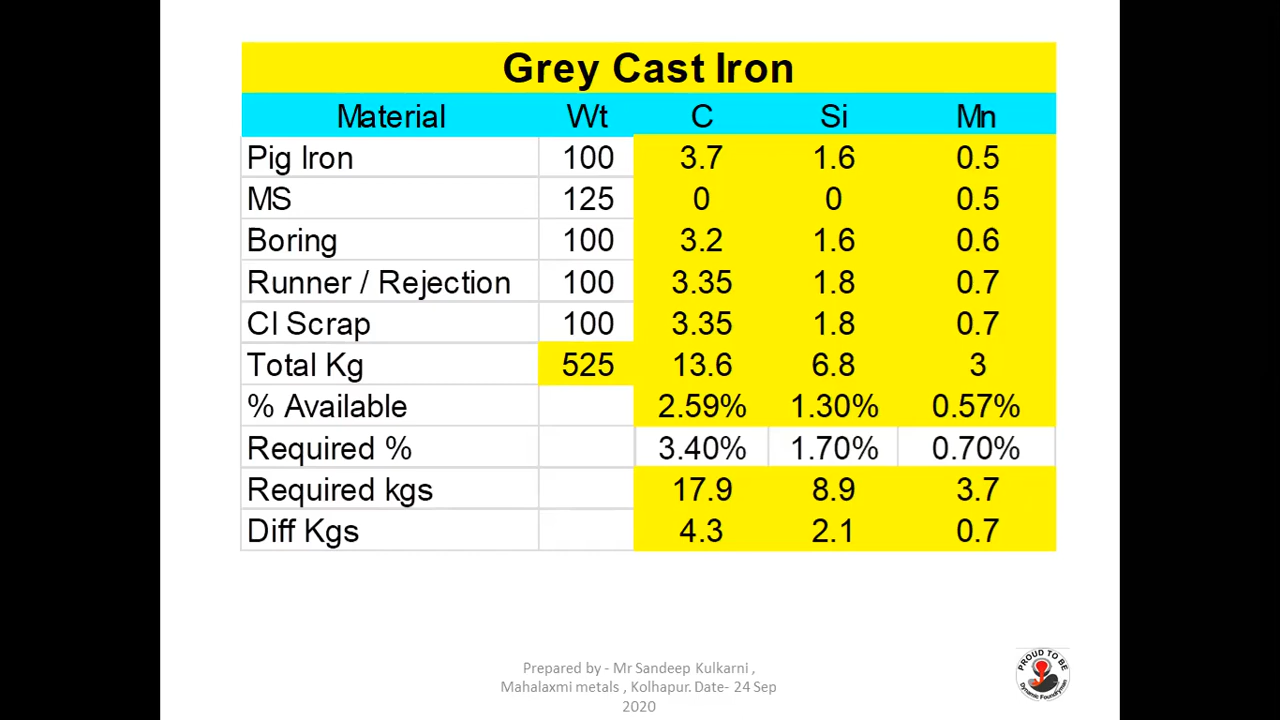 Grey Cast Iron
Material Wt C Si Mn
Pig Iron 100 3.7 1.6 0.5
MS 125 0 0 0.5
Boring 100 3.2 1.6 0.6
Runner / Rejection 100 3.35 1.8 0.7
CI Scrap 100 3.35 1.8 0.7
Total Kg 525 13.6 6.8 3
% Available 2.59% 1.30% 0.57%
Required % 3.40% 1.70% 0.70%
Required kgs 17.9 8.9 3.7
Diff Kgs 4.3 2.1 0.7
Prepared by - Mr Sandeep Kulkarni ,
Mahalaxmi metals , Kolhapur. Date- 24 Sep
2020
PROUD TO BE
Dynamic Foundryman